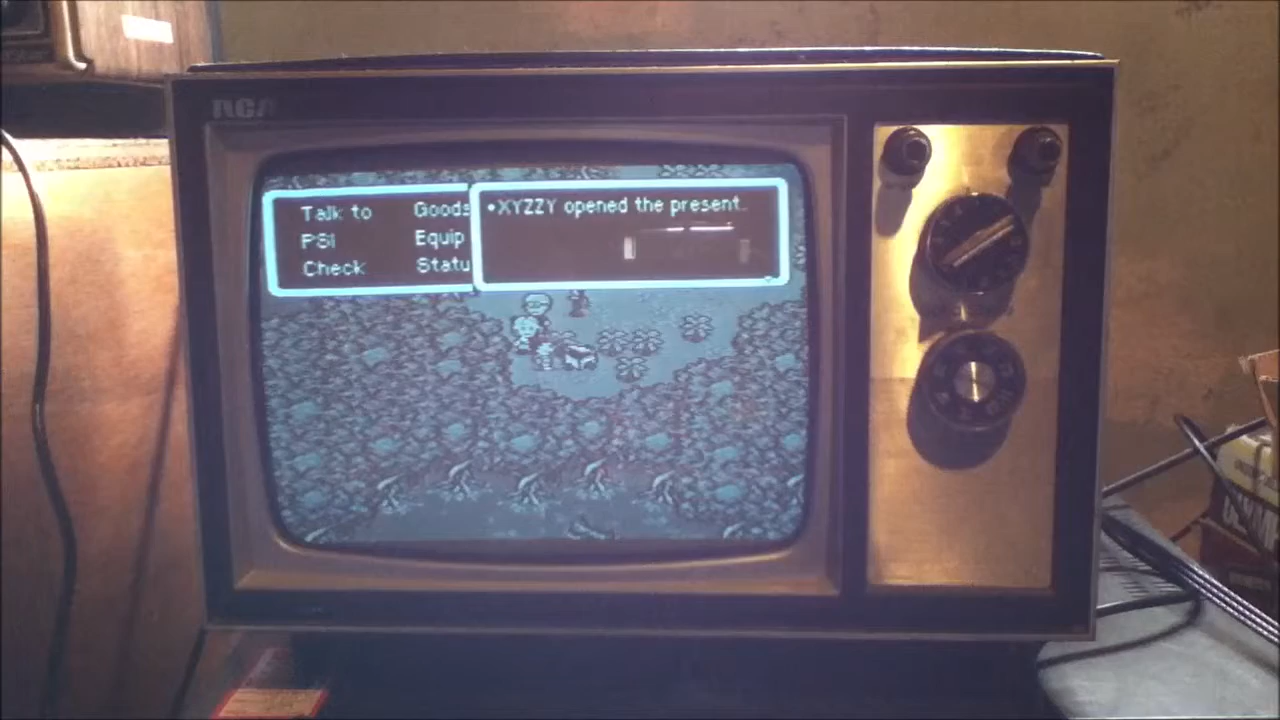 RCA
Talk to Goods
PSI Equip
Check Statu
•XYZZY opened the present.